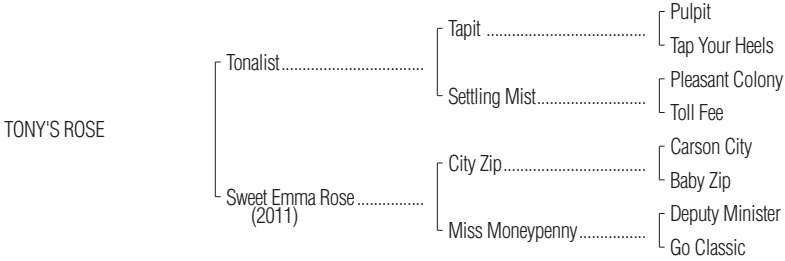 Pulpit
Tapit ......................................
Tap Your Heels
Tonalist..................................
Pleasant Colony
Settling Mist..........................
Toll Fee
TONY'S ROSE
Carson City
City Zip..................................
Baby Zip
Sweet Emma Rose ................
(2011)
Deputy Minister
Miss Moneypenny................
Go Classic